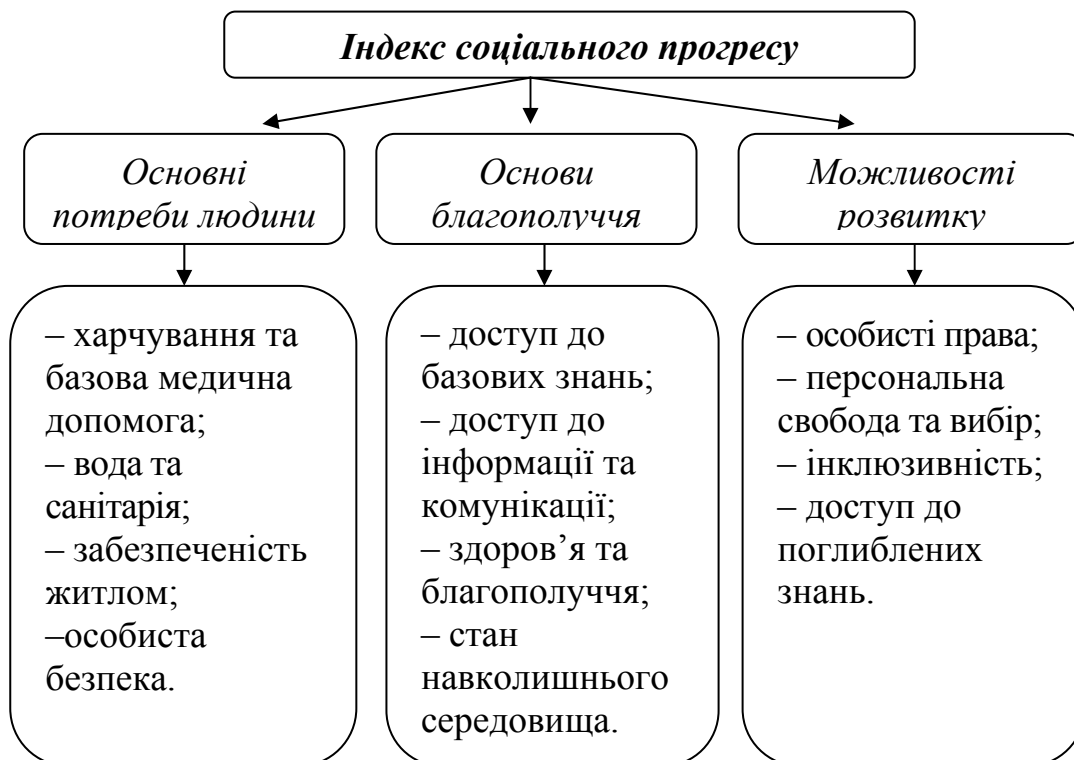 Індекс соціального прогресу
Основні
потреби людини
Основи
благополуччя
Можливості
розвитку
– харчування та
базова медична
допомога;
– вода та
санітарія;
– забезпеченість
житлом;
–особиста
безпека.
– доступ до
базових знань;
– доступ до
інформації та
комунікації;
– здоров’я та
благополуччя;
– стан
навколишнього
середовища.
– особисті права;
– персональна
свобода та вибір;
– інклюзивність;
– доступ до
поглиблених
знань.